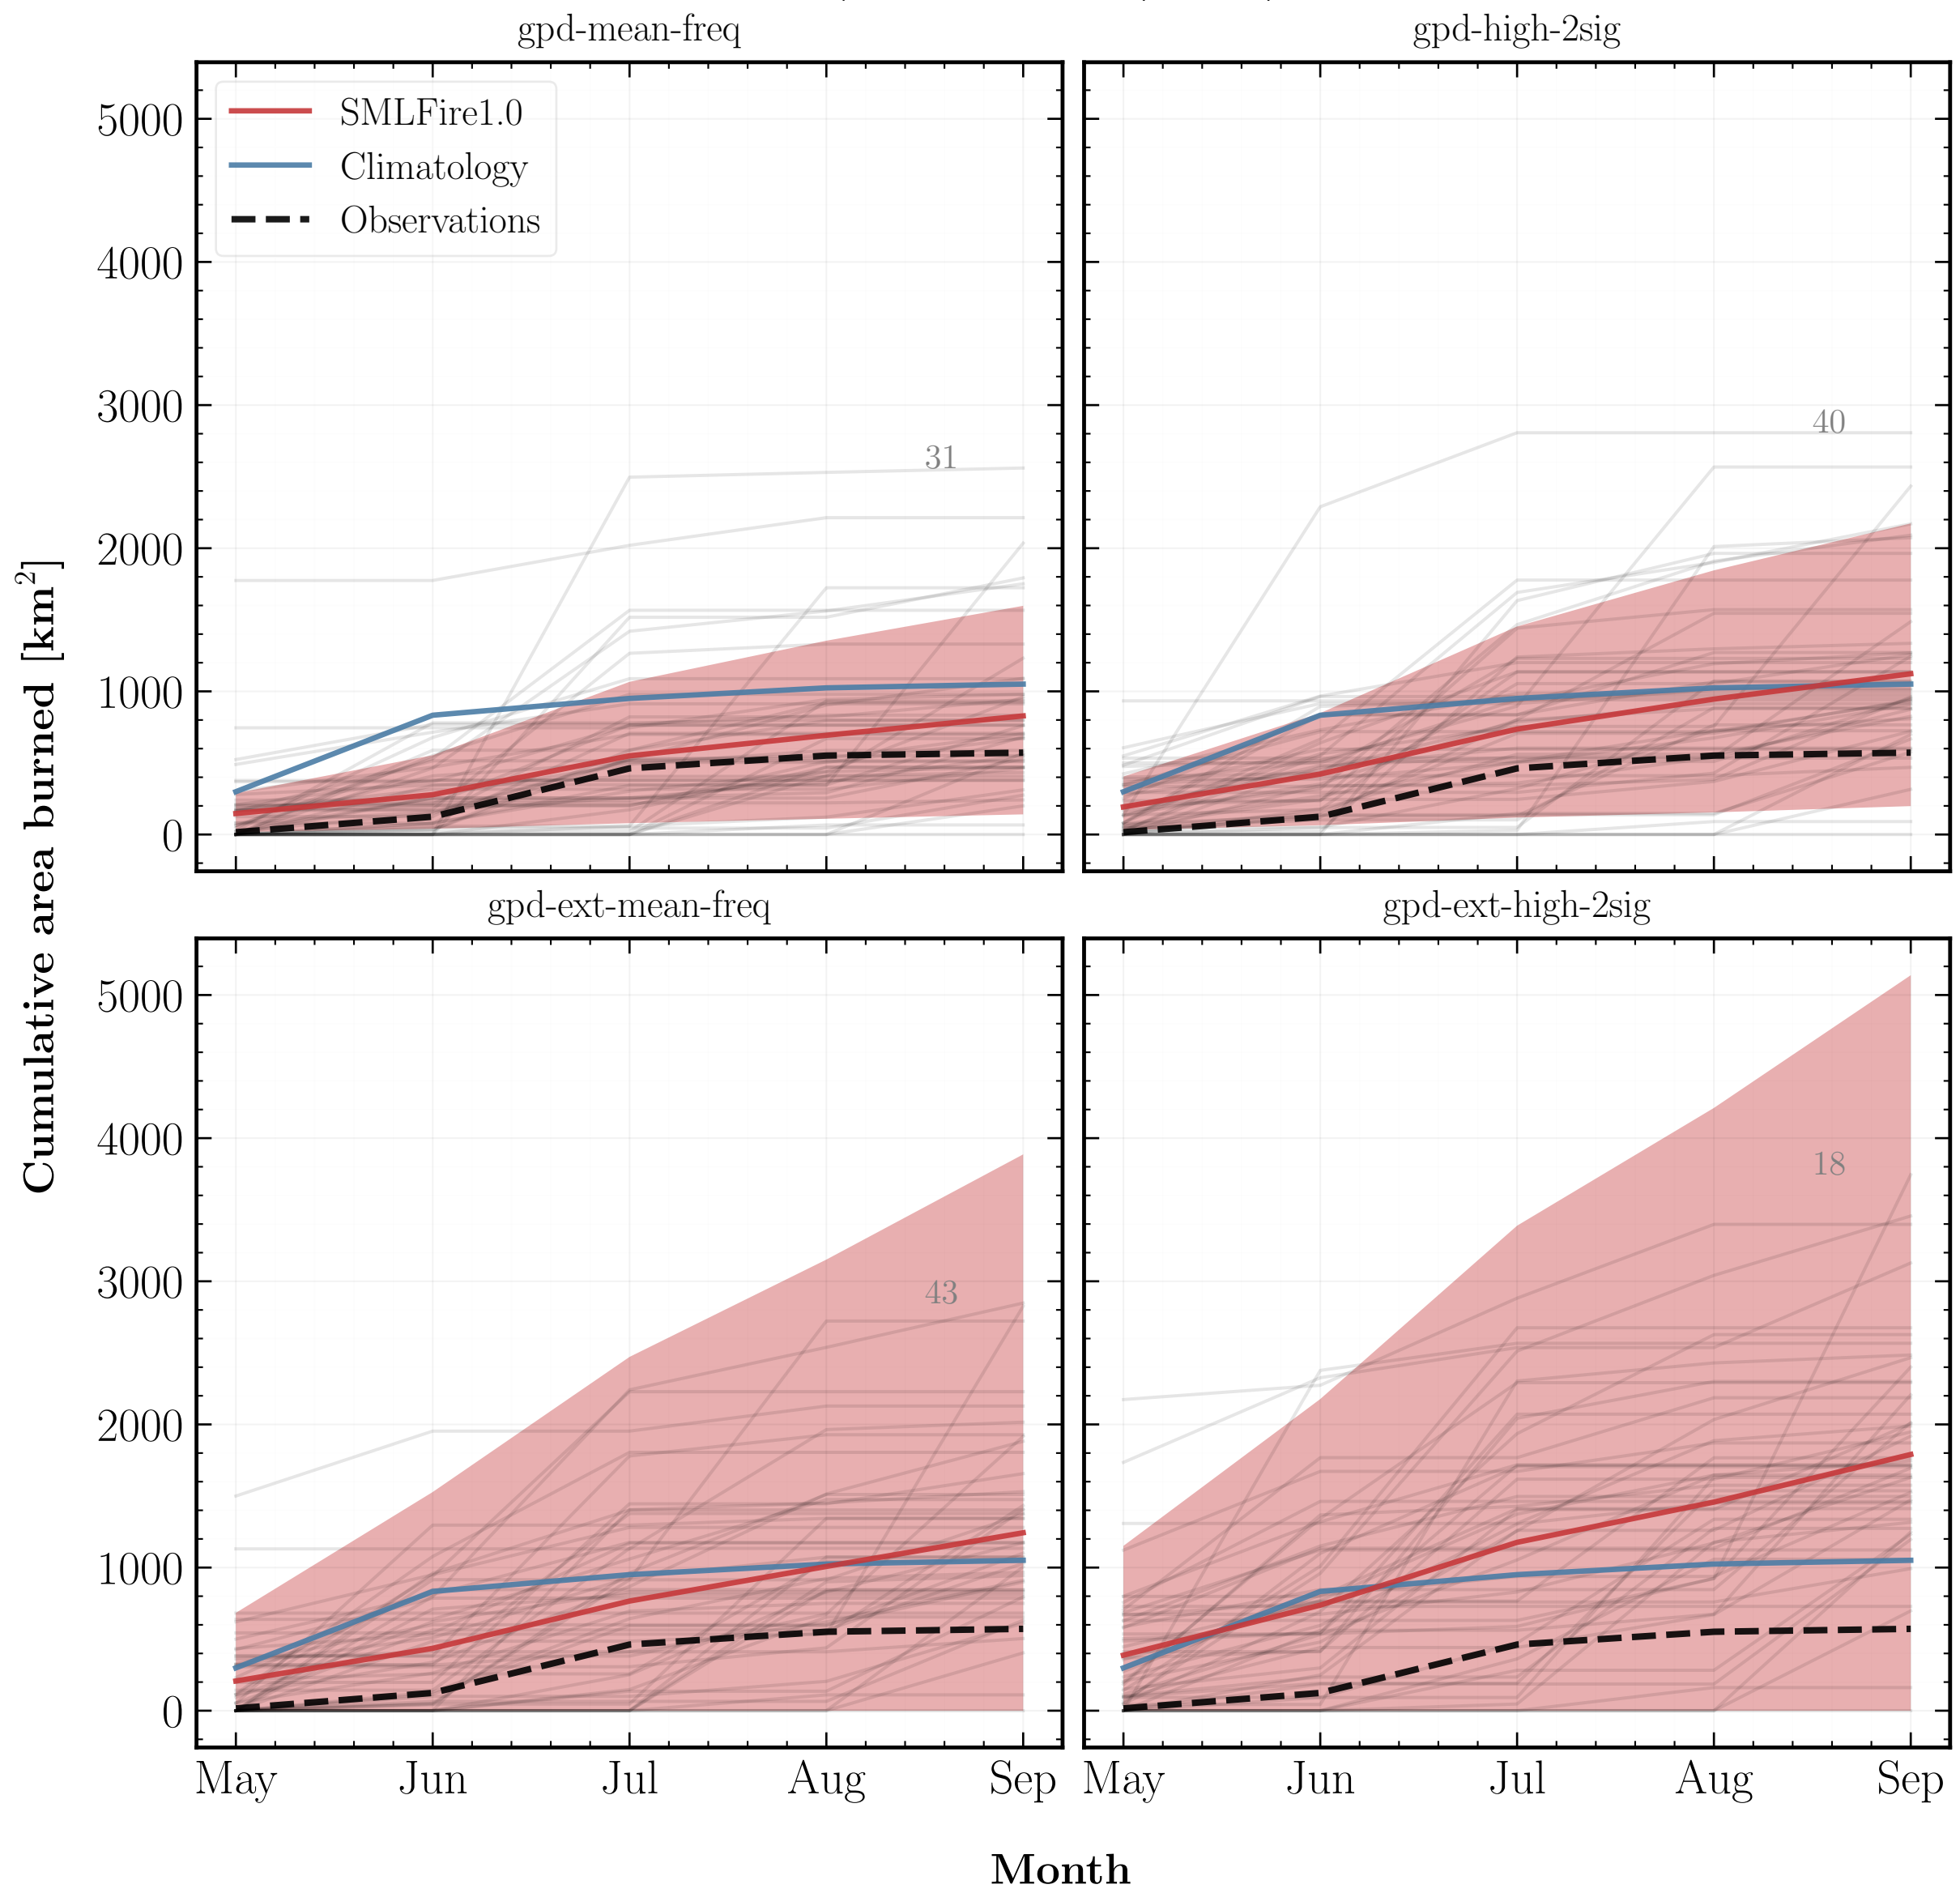 gpd-mean-freq
gpd-high-2sig
SMLFire1.0
Climatology
Observations
5000
4000
3000
2000
1000
0
31
40
Cumulative area burned [km²]
gpd-ext-mean-freq
gpd-ext-high-2sig
5000
4000
3000
2000
1000
0
43
18
May Jun Jul Aug Sep
May Jun Jul Aug Sep
Month